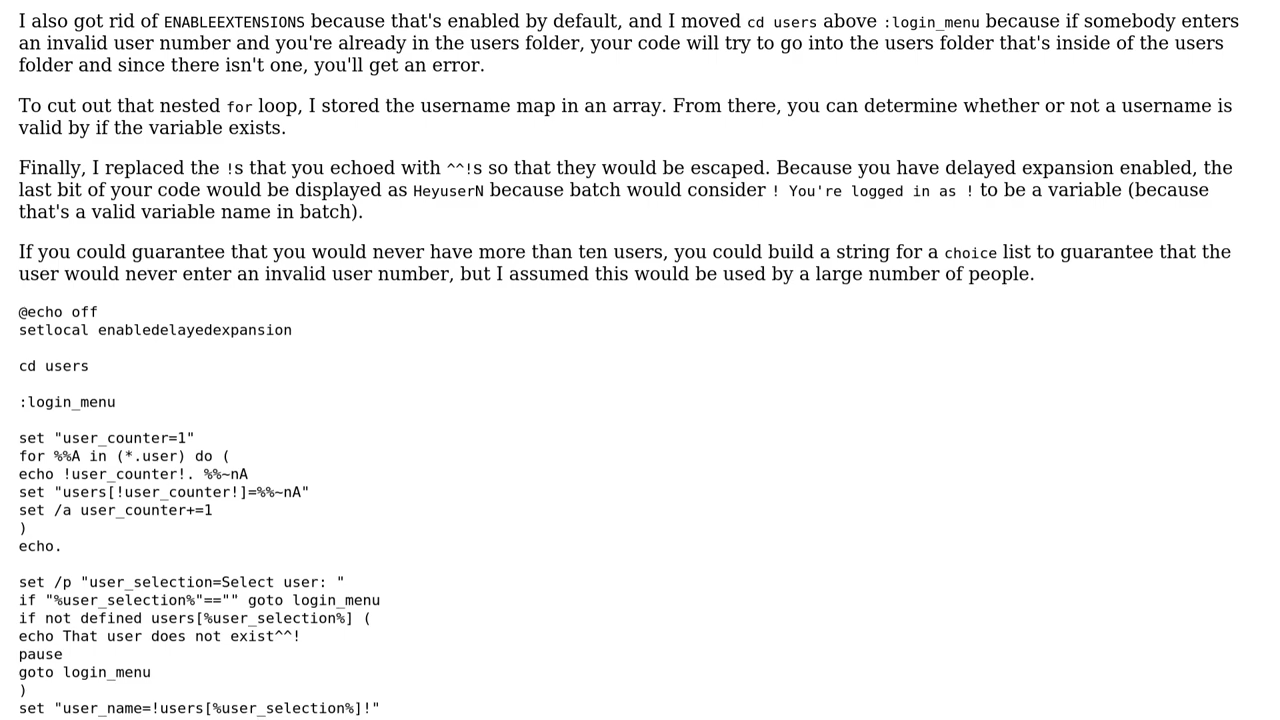 I also got rid of ENABLEEXTENSIONS because that's enabled by default, and I moved cd users above :login_menu because if somebody enters
an invalid user number and you're already in the users folder, your code will try to go into the users folder that's inside of the users
folder and since there isn't one, you'll get an error.
To cut out that nested for loop, I stored the username map in an array. From there, you can determine whether or not a username is
valid by if the variable exists.
Finally, I replaced the !s that you echoed with ^^!s so that they would be escaped. Because you have delayed expansion enabled, the
last bit of your code would be displayed as HeyuserN because batch would consider ! You're logged in as ! to be a variable (because
that's a valid variable name in batch).
If you could guarantee that you would never have more than ten users, you could build a string for a choice list to guarantee that the
user would never enter an invalid user number, but I assumed this would be used by a large number of people.
@echo off
setlocal enabledelayedexpansion
cd users
:login_menu
set "user_counter=1"
for %%A in (*.user) do (
echo !user_counter!. %%~nA
set "users[!user_counter!]=%%~nA"
set /a user_counter+=1
)
echo.
set /p "user_selection=Select user: "
if "%user_selection%"=="" goto login_menu
if not defined users[%user_selection%] (
echo That user does not exist^^!
pause
goto login_menu
)
set "user_name=!users[%user_selection%]!"